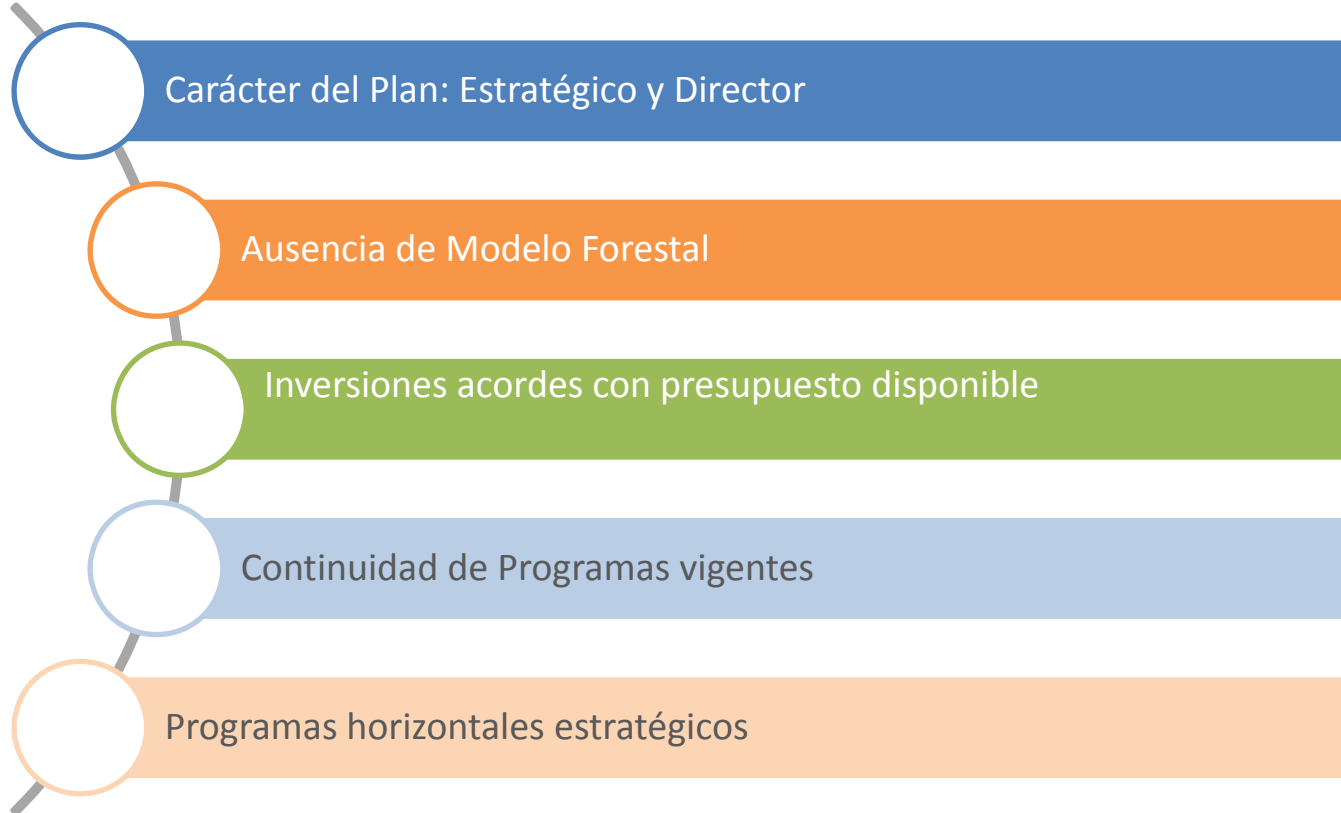 Carácter del Plan: Estratégico y Director
Ausencia de Modelo Forestal
Inversiones acordes con presupuesto disponible
Continuidad de Programas vigentes
Programas horizontales estratégicos